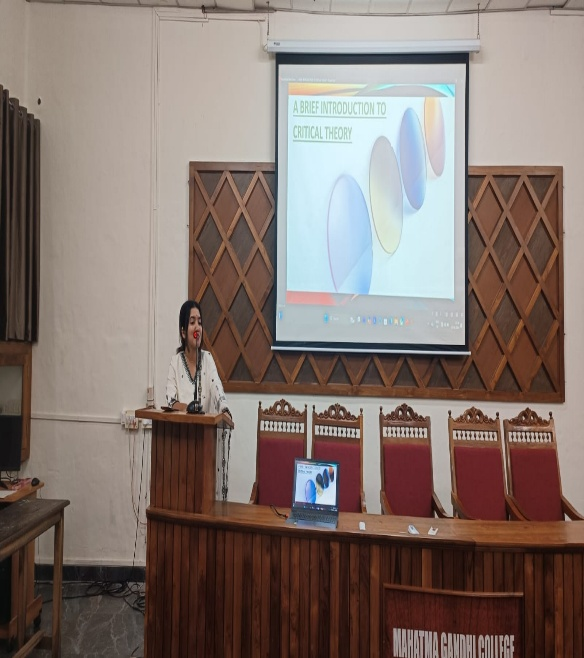 A BRIEF INTRODUCTION TO
CRITICAL THEORY
MAHATMA GANDHI COLLEGE